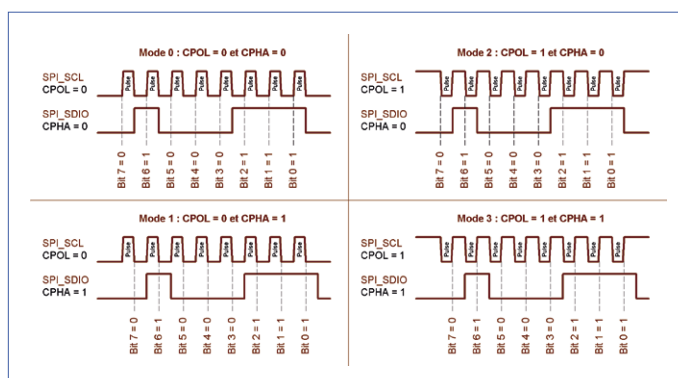 Mode 0 : CPOL = 0 et CPHA = 0
SPI_SCL
CPOL = 0
Pulse Pulse Pulse Pulse Pulse Pulse Pulse Pulse
SPI_SDIO
CPHA = 0
Bit 7 = 0
Bit 6 = 1
Bit 5 = 0
Bit 4 = 0
Bit 3 = 0
Bit 2 = 1
Bit 1 = 1
Bit 0 = 1
Mode 2 : CPOL = 1 et CPHA = 0
SPI_SCL
CPOL = 1
Pulse Pulse Pulse Pulse Pulse Pulse Pulse Pulse
SPI_SDIO
CPHA = 0
Bit 7 = 0
Bit 6 = 1
Bit 5 = 0
Bit 4 = 0
Bit 3 = 0
Bit 2 = 1
Bit 1 = 1
Bit 0 = 1
Mode 1 : CPOL = 0 et CPHA = 1
SPI_SCL
CPOL = 0
Pulse Pulse Pulse Pulse Pulse Pulse Pulse Pulse
SPI_SDIO
CPHA = 1
Bit 7 = 0
Bit 6 = 1
Bit 5 = 0
Bit 4 = 0
Bit 3 = 0
Bit 2 = 1
Bit 1 = 1
Bit 0 = 1
Mode 3 : CPOL = 1 et CPHA = 1
SPI_SCL
CPOL = 1
Pulse Pulse Pulse Pulse Pulse Pulse Pulse Pulse
SPI_SDIO
CPHA = 1
Bit 7 = 0
Bit 6 = 1
Bit 5 = 0
Bit 4 = 0
Bit 3 = 0
Bit 2 = 1
Bit 1 = 1
Bit 0 = 1